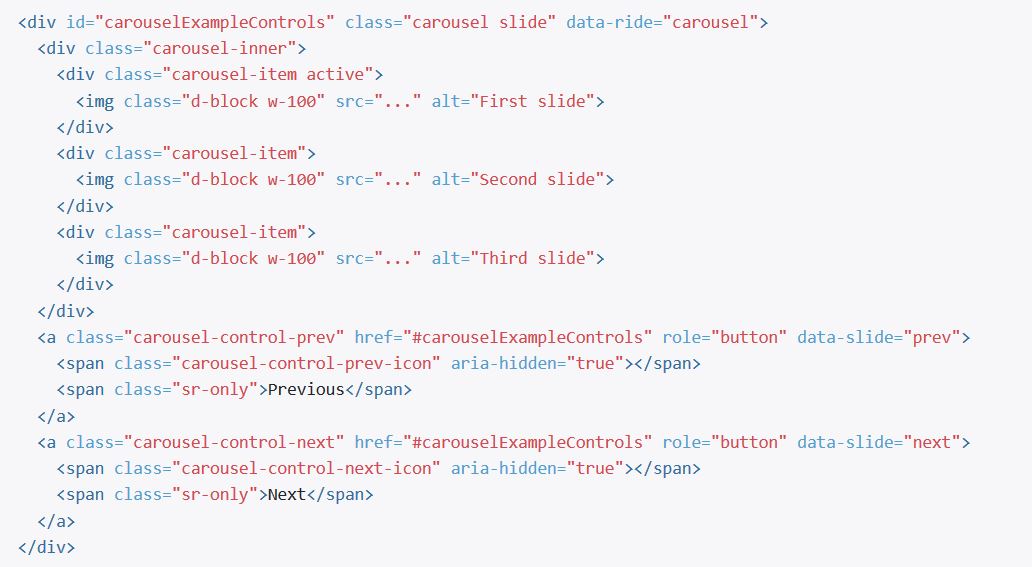 <div id="carouselExampleControls" class="carousel slide" data-ride="carousel">
  <div class="carousel-inner">
    <div class="carousel-item active">
      <img class="d-block w-100" src="..." alt="First slide">
    </div>
    <div class="carousel-item">
      <img class="d-block w-100" src="..." alt="Second slide">
    </div>
    <div class="carousel-item">
      <img class="d-block w-100" src="..." alt="Third slide">
    </div>
  </div>
  <a class="carousel-control-prev" href="#carouselExampleControls" role="button" data-slide="prev">
    <span class="carousel-control-prev-icon" aria-hidden="true"></span>
    <span class="sr-only">Previous</span>
  </a>
  <a class="carousel-control-next" href="#carouselExampleControls" role="button" data-slide="next">
    <span class="carousel-control-next-icon" aria-hidden="true"></span>
    <span class="sr-only">Next</span>
  </a>
</div>